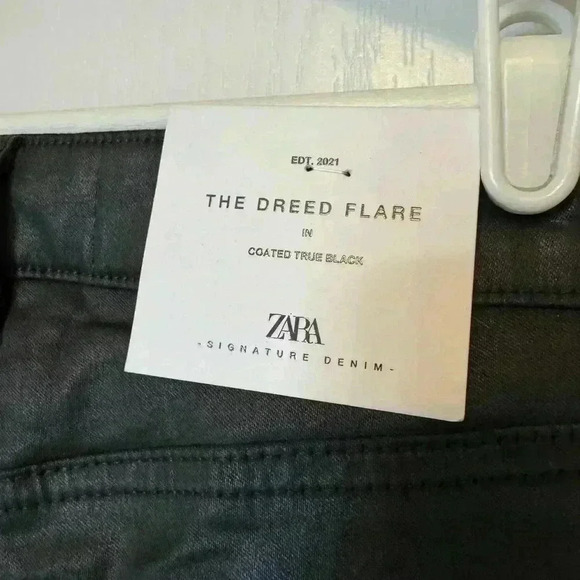 EDT. 2021
THE DREED FLARE
IN
COATED TRUE BLACK
ZARA
-SIGNATURE DENIM-